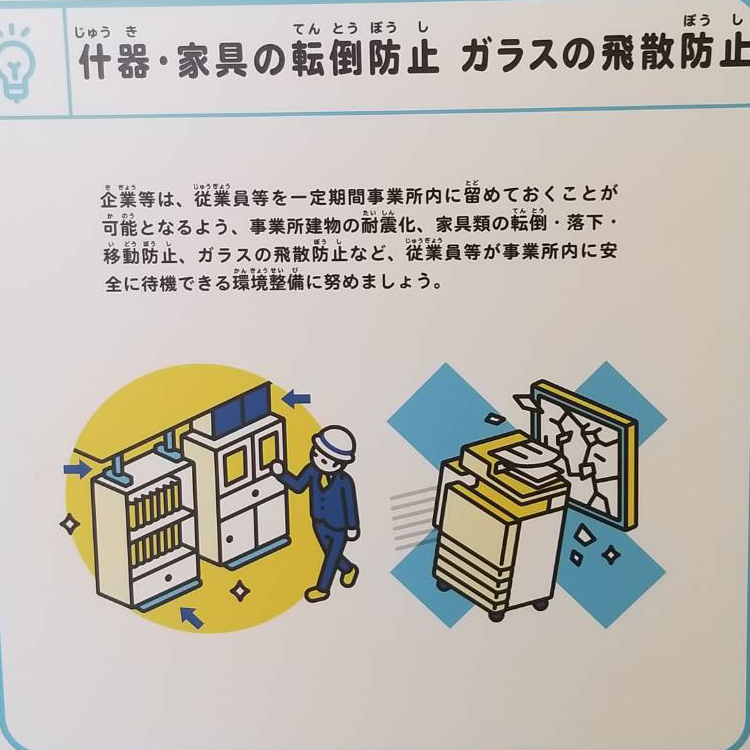 什器・家具の転倒防止 ガラスの飛散防止
企業等は、従業員等を一定期間事業所内に留めておくことが
可能となるよう、事業所建物の耐震化、家具類の転倒・落下・
移動防止、ガラスの飛散防止など、従業員等が事業所内に安
全に待機できる環境整備に努めましょう。